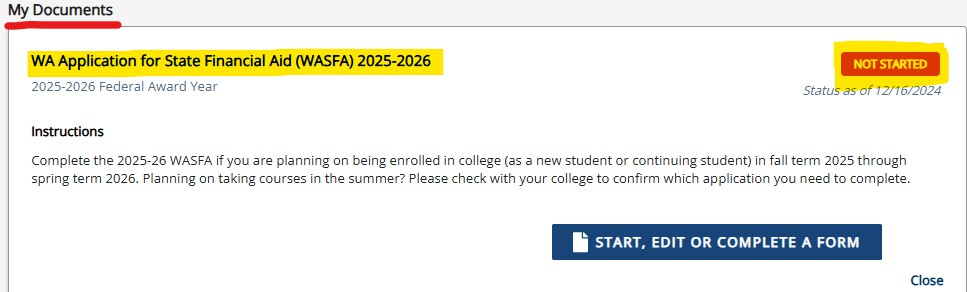 My Documents
WA Application for State Financial Aid (WASFA) 2025-2026
NOT STARTED
2025-2026 Federal Award Year
Status as of 12/16/2024
Instructions
Complete the 2025-26 WASFA if you are planning on being enrolled in college (as a new student or continuing student) in fall term 2025 through
spring term 2026. Planning on taking courses in the summer? Please check with your college to confirm which application you need to complete.
START, EDIT OR COMPLETE A FORM
Close